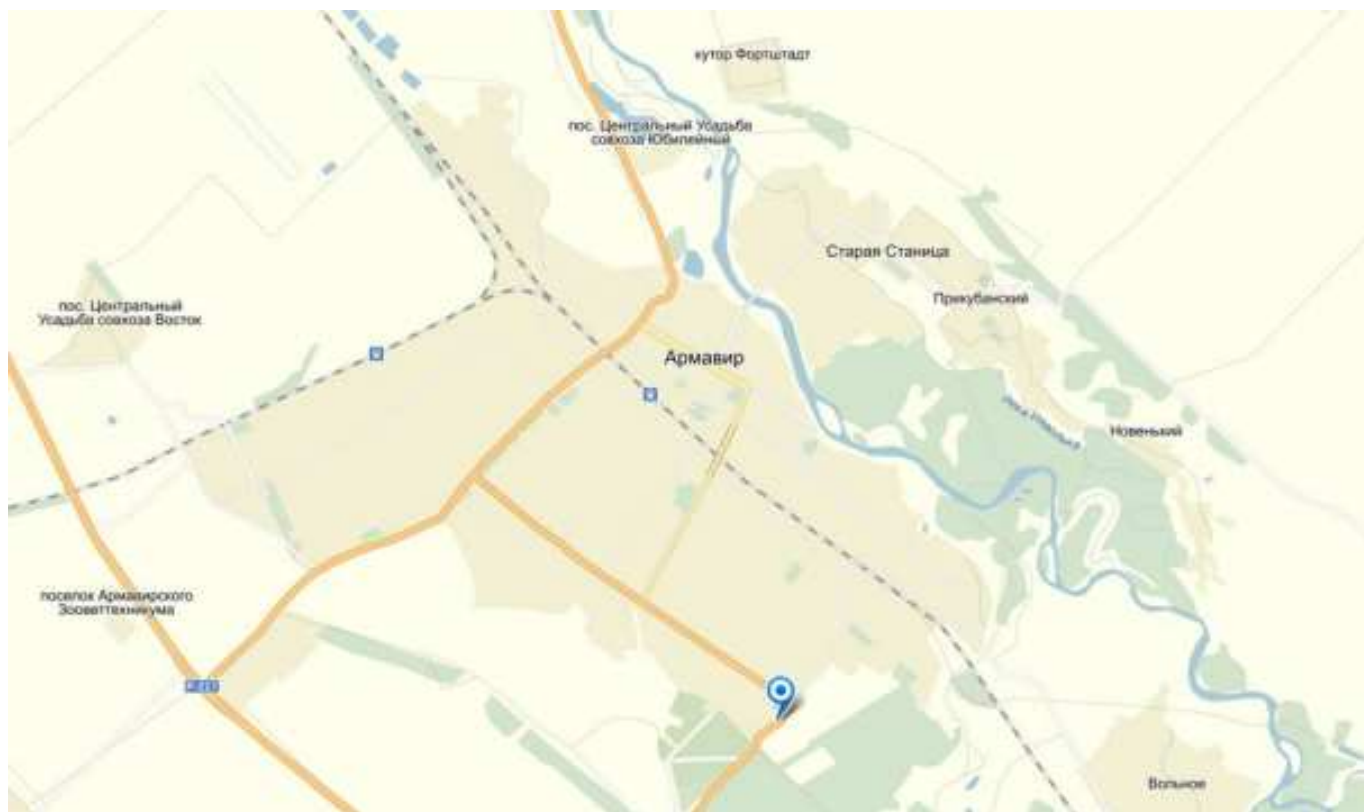 хутор Фортштадт
пос. Центральный Усадьба
совхоза Юбилейный
Старая Станица
Прикубанский
пос. Центральный
Усадьба совхоза Восток
Армавир
Новенький
поселок Армавирского
Зооветтехникума
Вольное